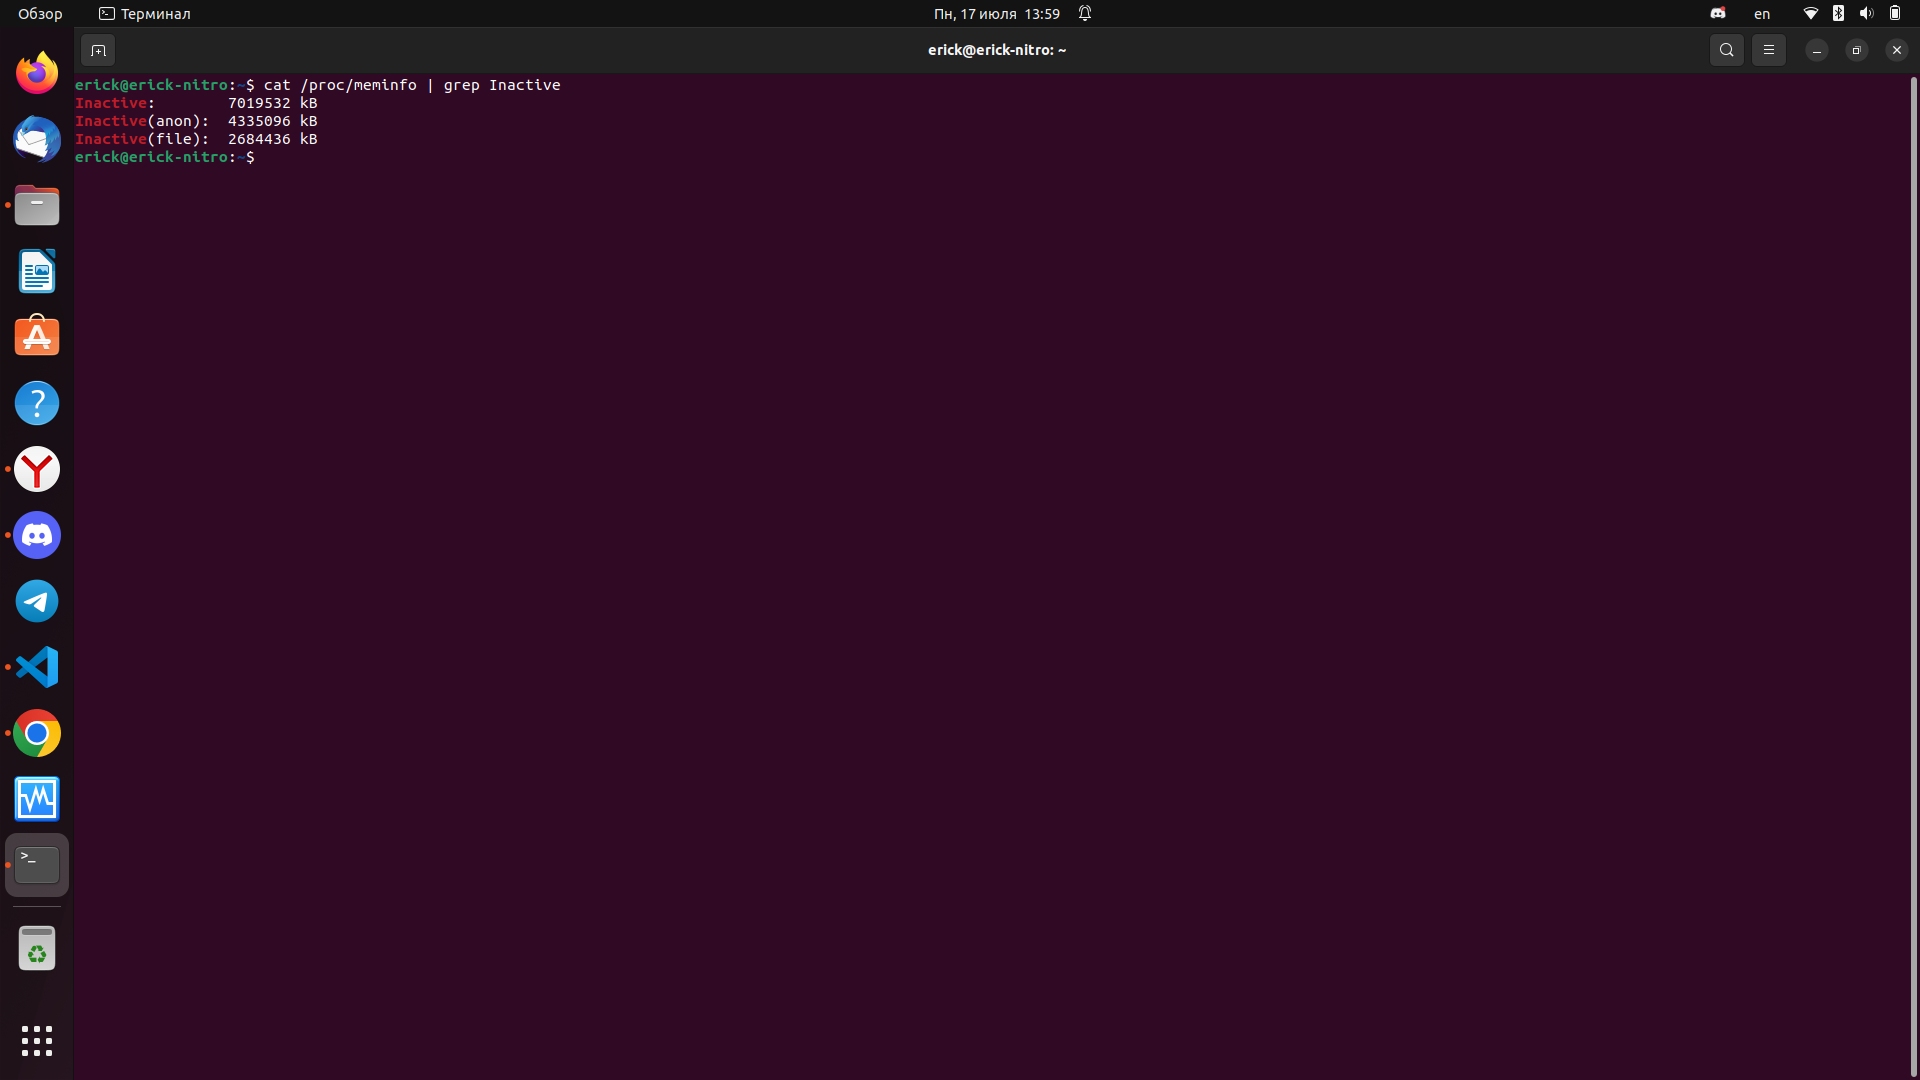 Обзор
Терминал
Пн, 17 июля 13:59
en
erick@erick-nitro: ~
erick@erick-nitro:~$ cat /proc/meminfo | grep Inactive
Inactive:        7019532 kB
Inactive(anon):  4335096 kB
Inactive(file):  2684436 kB
erick@erick-nitro:~$